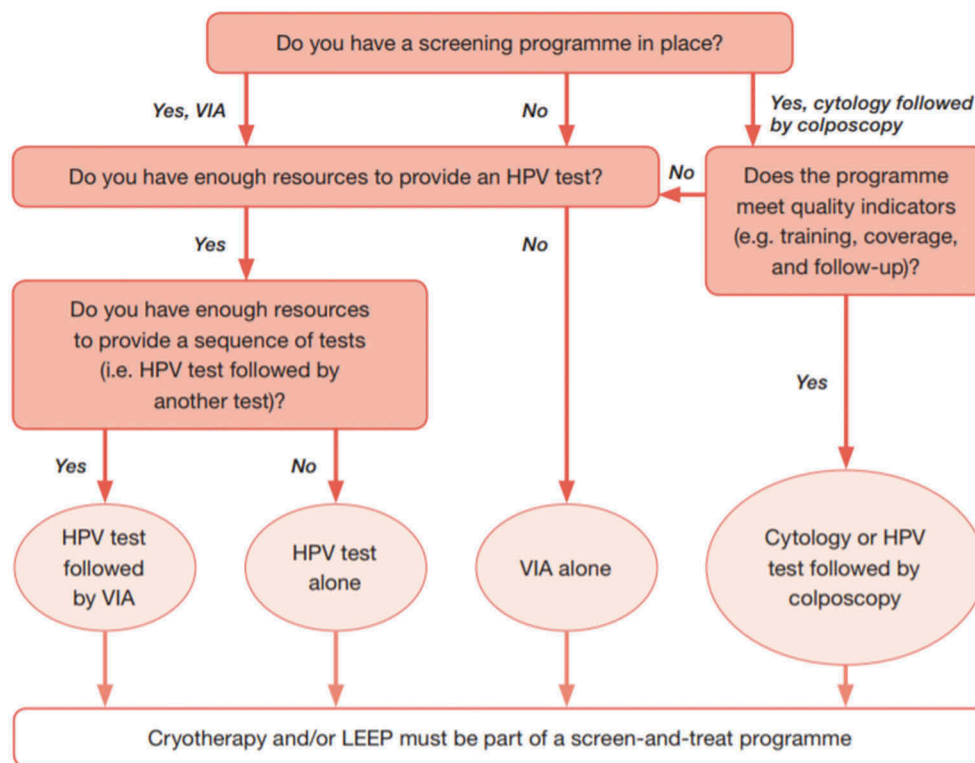 Do you have a screening programme in place?
Yes, VIA
No
Yes, cytology followed
by colposcopy
Do you have enough resources to provide an HPV test?
No
Does the programme
meet quality indicators
(e.g. training, coverage,
and follow-up)?
Yes
No
Do you have enough resources
to provide a sequence of tests
(i.e. HPV test followed by
another test)?
Yes
Yes
No
HPV test
followed
by VIA
HPV test
alone
VIA alone
Cytology or HPV
test followed by
colposcopy
Cryotherapy and/or LEEP must be part of a screen-and-treat programme